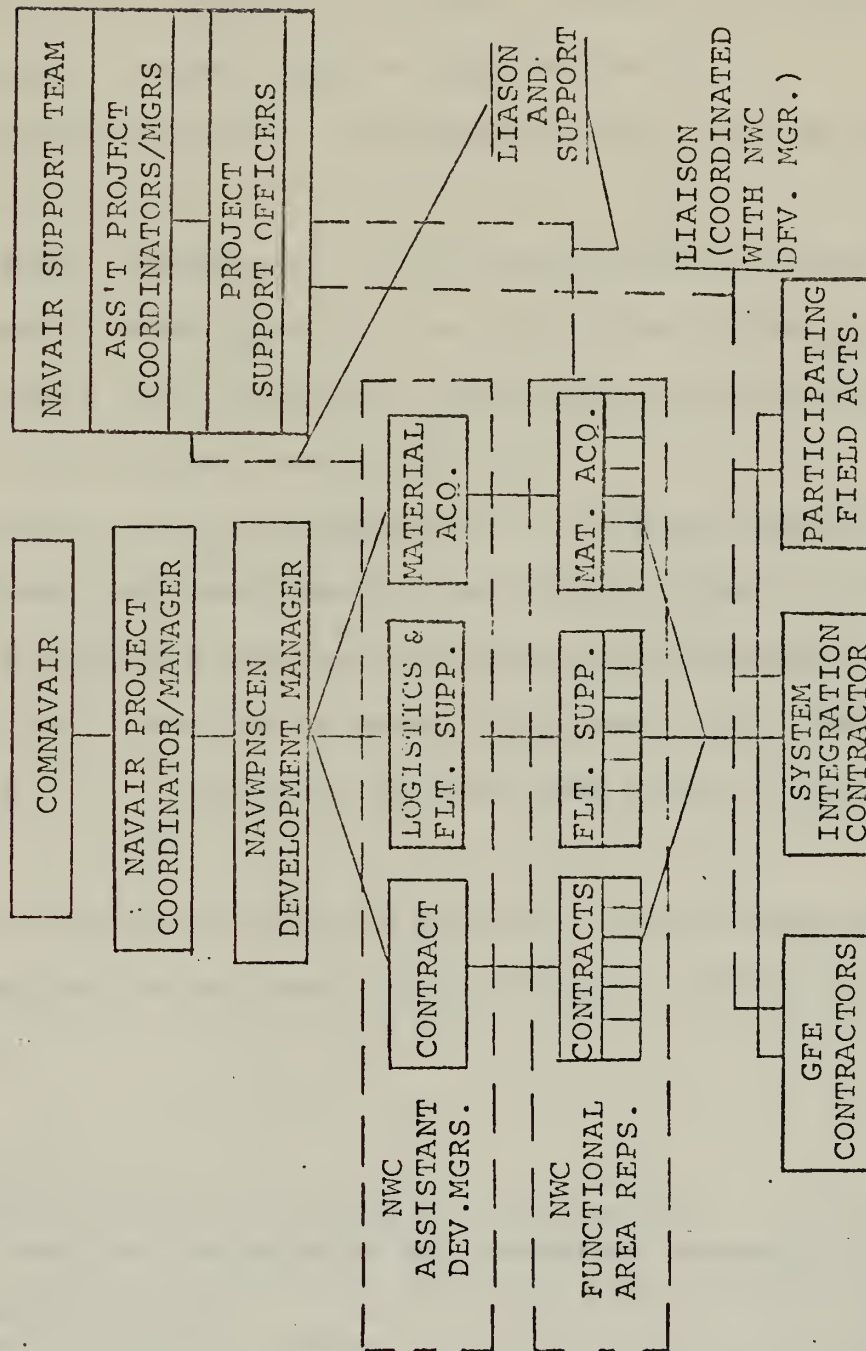 COMNAVAIR
NAVAIR PROJECT
COORDINATOR/MANAGER
NAVWPNSCEN
DEVELOPMENT MANAGER
NAVAIR SUPPORT TEAM
ASS'T PROJECT
COORDINATORS/MGRS
PROJECT
SUPPORT OFFICERS
NWC
ASSISTANT
DEV.MGRS.
CONTRACT
LOGISTICS &
FLT. SUPP.
MATERIAL
ACQ.
LIASON
AND
SUPPORT
NWC
FUNCTIONAL
AREA REPS.
CONTRACTS
FLT. SUPP.
MAT. ACQ.
LIAISON
(COORDINATED
WITH NWC
DEV. MGR.)
GFE
CONTRACTORS
SYSTEM
INTEGRATION
CONTRACTOR
PARTICIPATING
FIELD ACTS.